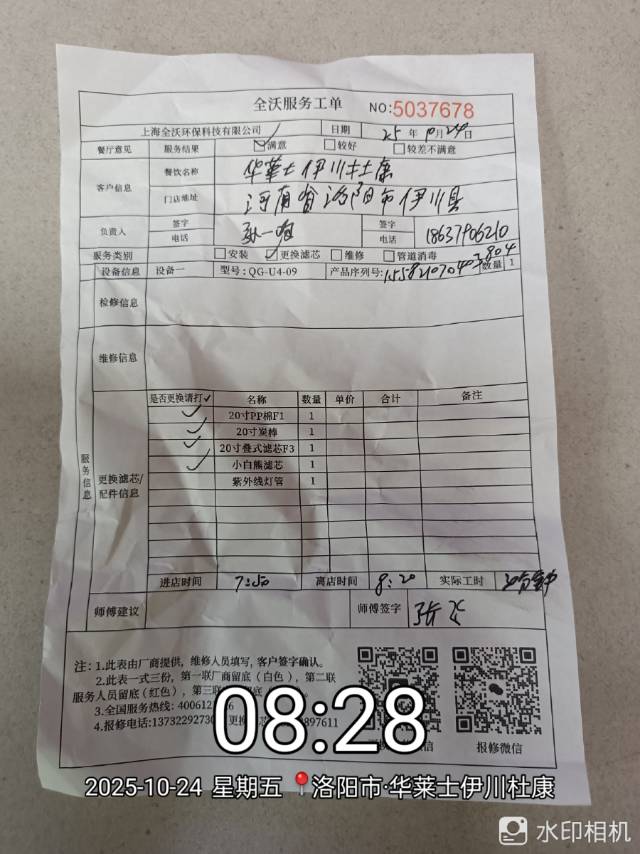 全沃服务工单 NO:5037678
上海全沃环保科技有限公司 日期 25年10月24日
餐厅意见 服务结果 满意 较好 较差不满意
客户信息 餐饮名称 华莱士伊川杜康
门店地址 河南省洛阳市伊川县
负责人 签字 签字
电话 电话 18637906210
服务类别 安装 更换滤芯 维修 管道消毒
设备信息 设备一 型号:QG-U4-09 产品序列号: 数量 1
检修信息
维修信息
服务信息
更换滤芯/配件信息
是否更换请打✓ 名称 数量 单价 合计 备注
✓ 20寸PP棉F1 1
✓ 20寸炭棒 1
✓ 20寸叠式滤芯F3 1
✓ 小白熊滤芯 1
紫外线灯管 1
进店时间 7:50 离店时间 8:20 实际工时 30分钟
师傅建议 师傅签字
注:1.此表由厂商提供,维修人员填写,客户签字确认。
2.此表一式三份,第一联厂商留底(白色),第二联
服务人员留底(红色),第三联
3.全国服务热线:
4.报修电话:
报修微信
08:28
2025-10-24 星期五 洛阳市·华莱士伊川杜康
水印相机